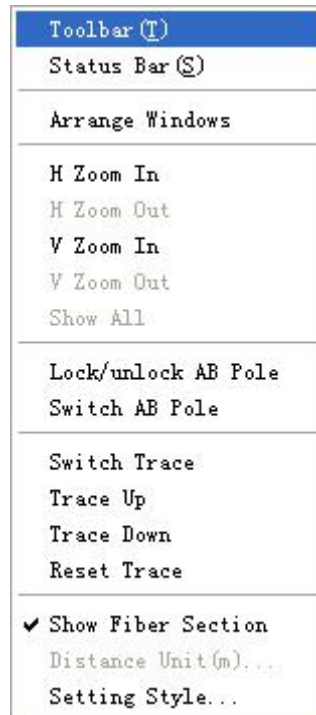 Toolbar(T)
Status Bar(S)
Arrange Windows
H Zoom In
H Zoom Out
V Zoom In
V Zoom Out
Show All
Lock/unlock AB Pole
Switch AB Pole
Switch Trace
Trace Up
Trace Down
Reset Trace
Show Fiber Section
Distance Unit(m)...
Setting Style...